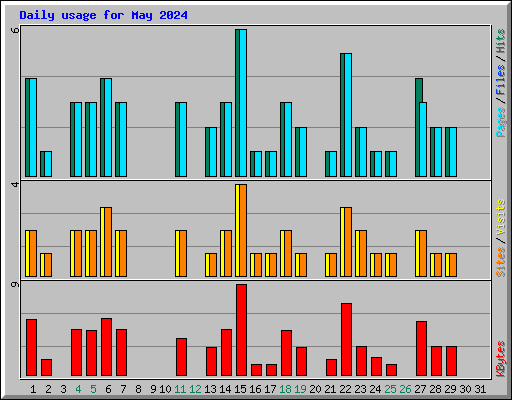 Daily usage for May 2024
6
Pages / Files / Hits
4
Sites / Visits
9
KBytes
1 2 3 4 5 6 7 8 9 10 11 12 13 14 15 16 17 18 19 20 21 22 23 24 25 26 27 28 29 30 31